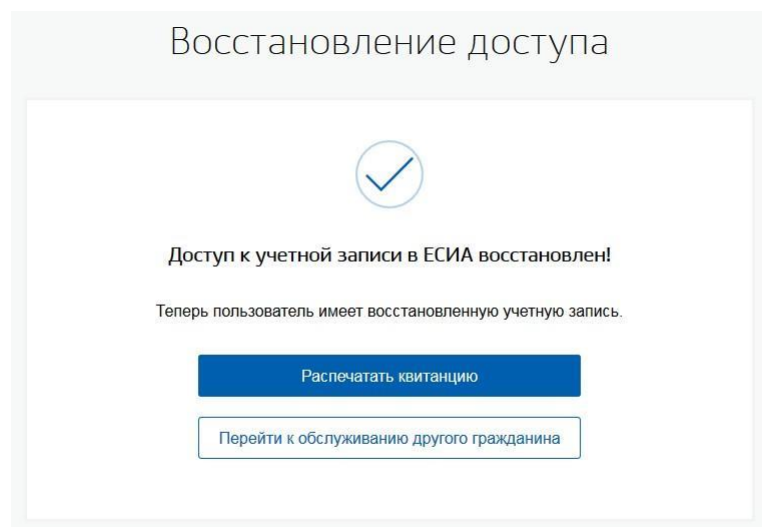 Восстановление доступа
Доступ к учетной записи в ЕСИА восстановлен!
Теперь пользователь имеет восстановленную учетную запись.
Распечатать квитанцию
Перейти к обслуживанию другого гражданина